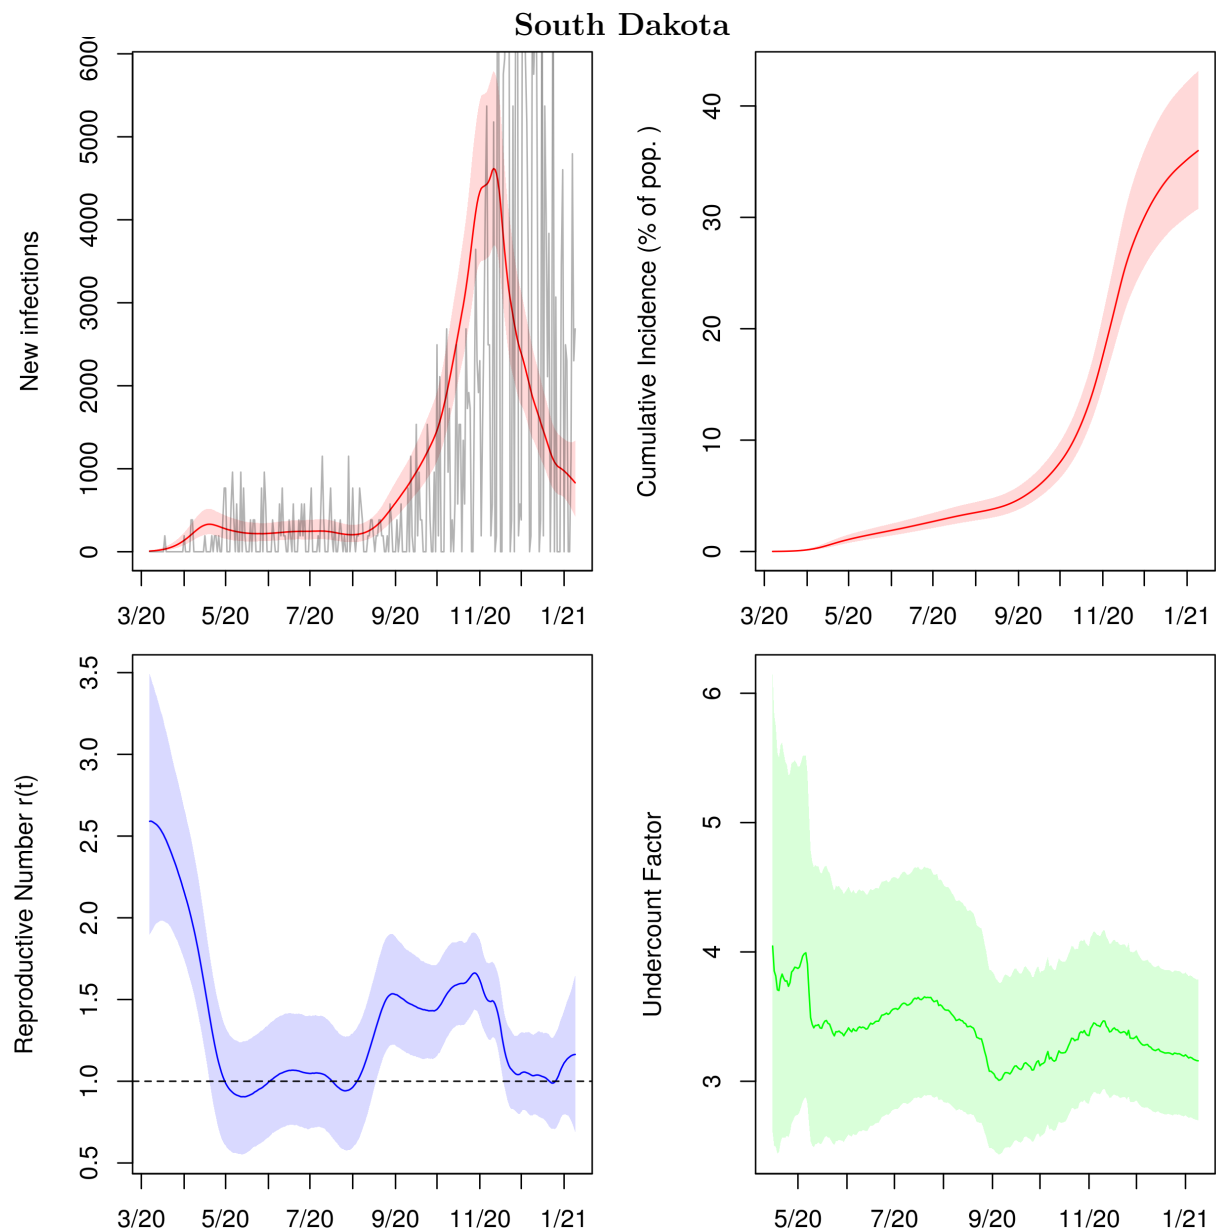 South Dakota
New infections
0 1000 2000 3000 4000 5000 600
3/20 5/20 7/20 9/20 11/20 1/21
Cumulative Incidence (% of pop. )
0 10 20 30 40
3/20 5/20 7/20 9/20 11/20 1/21
Reproductive Number r(t)
0.5 1.0 1.5 2.0 2.5 3.0 3.5
3/20 5/20 7/20 9/20 11/20 1/21
Undercount Factor
3 4 5 6
5/20 7/20 9/20 11/20 1/21